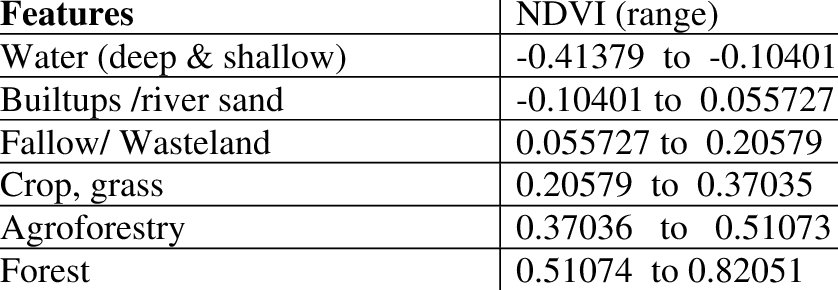 Features NDVI (range)
Water (deep & shallow) -0.41379 to -0.10401
Builtups /river sand -0.10401 to 0.055727
Fallow/ Wasteland 0.055727 to 0.20579
Crop, grass 0.20579 to 0.37035
Agroforestry 0.37036 to 0.51073
Forest 0.51074 to 0.82051